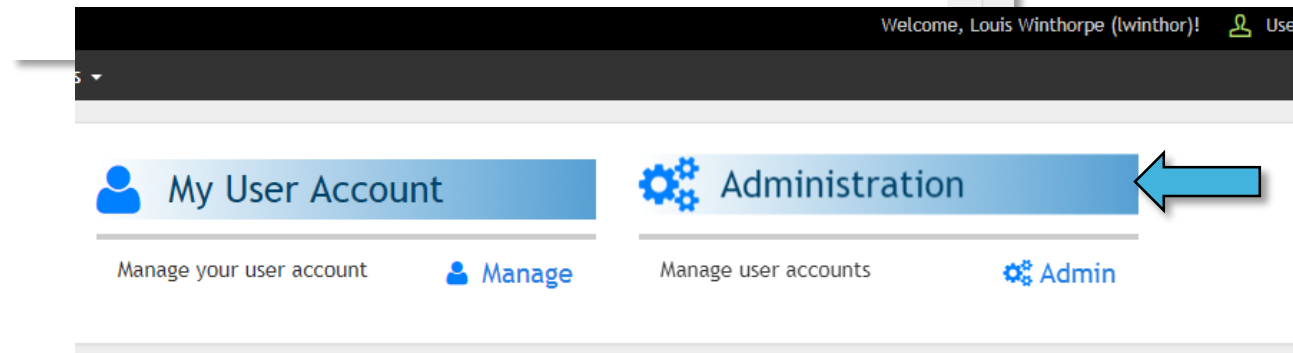 Welcome, Louis Winthorpe (lwinthor)!
My User Account
Administration
Manage your user account
Manage
Manage user accounts
Admin